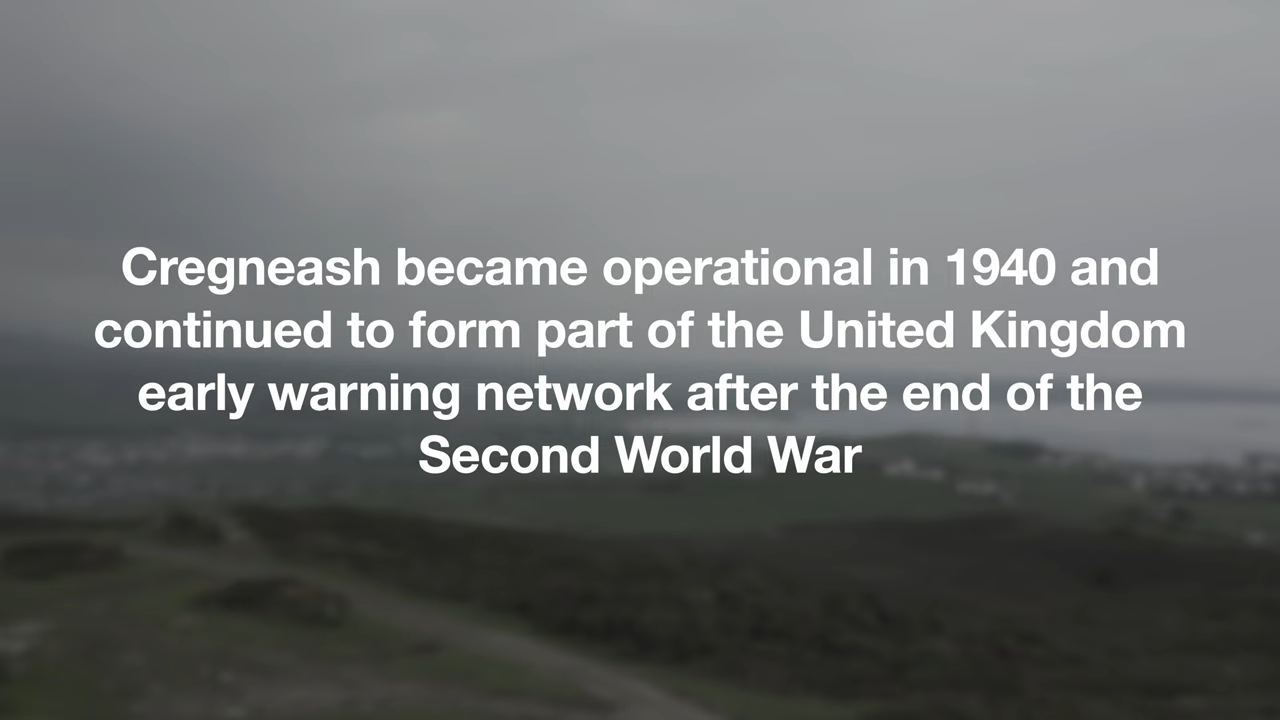 Cregneash became operational in 1940 and
continued to form part of the United Kingdom
early warning network after the end of the
Second World War